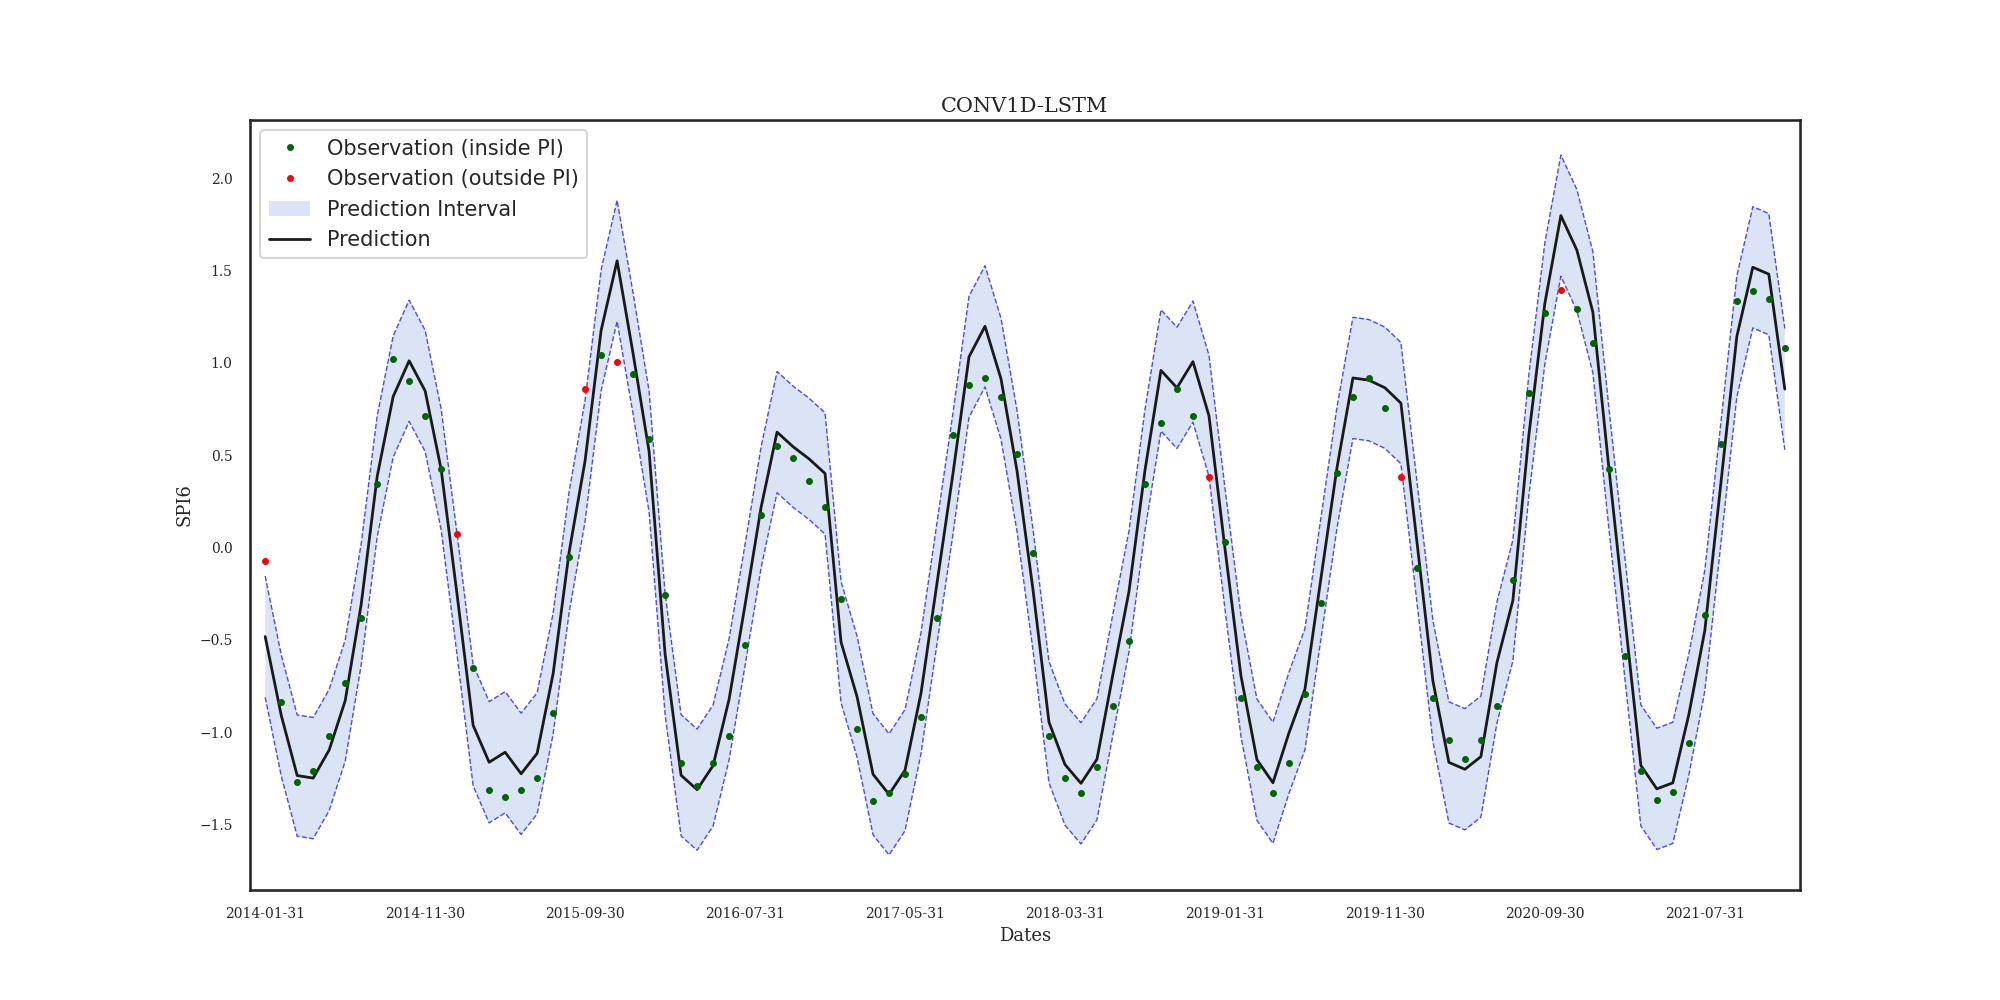 CONV1D-LSTM
Observation (inside PI)
Observation (outside PI)
Prediction Interval
Prediction
SPI6
2.0
1.5
1.0
0.5
0.0
−0.5
−1.0
−1.5
2014-01-31 2014-11-30 2015-09-30 2016-07-31 2017-05-31 2018-03-31 2019-01-31 2019-11-30 2020-09-30 2021-07-31
Dates